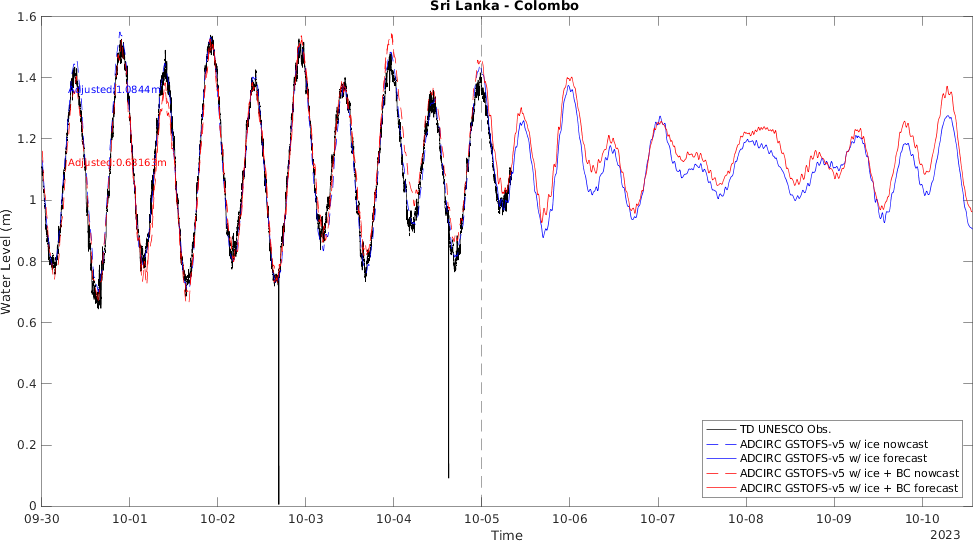 Sri Lanka - Colombo
1.6
1.4
1.2
1
0.8
0.6
0.4
0.2
0
Water Level (m)
Adjusted:1.0844m
Adjusted:0.68163m
TD UNESCO Obs.
ADCIRC GSTOFS-v5 w/ ice nowcast
ADCIRC GSTOFS-v5 w/ ice forecast
ADCIRC GSTOFS-v5 w/ ice + BC nowcast
ADCIRC GSTOFS-v5 w/ ice + BC forecast
09-30 10-01 10-02 10-03 10-04 10-05 10-06 10-07 10-08 10-09 10-10
Time
2023